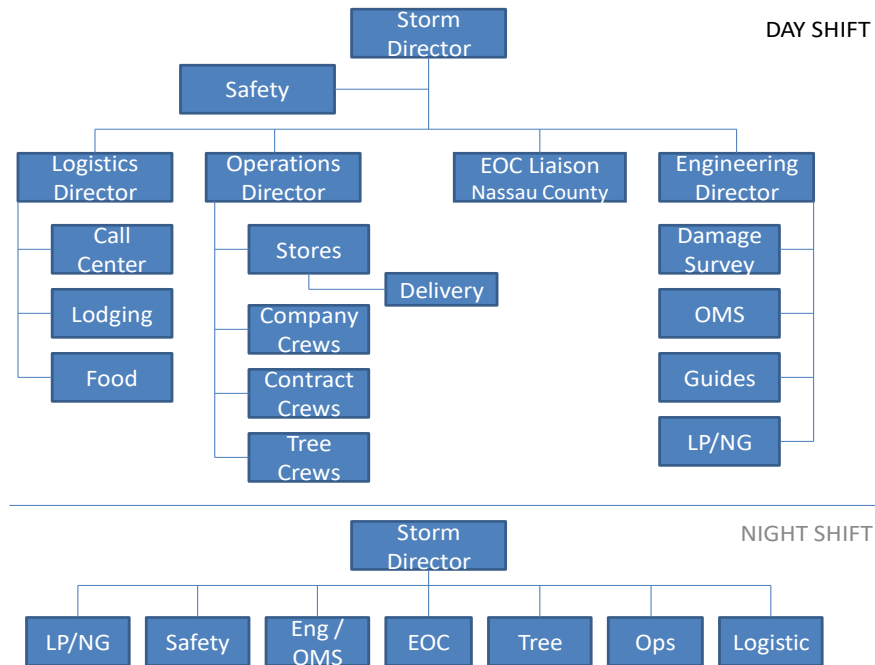 Storm
Director
DAY SHIFT
Safety
Logistics
Director
Operations
Director
EOC Liaison
Nassau County
Engineering
Director
Call
Center
Stores
Damage
Survey
Delivery
Lodging
Company
Crews
OMS
Food
Contract
Crews
Guides
Tree
Crews
LP/NG
NIGHT SHIFT
Storm
Director
LP/NG
Safety
Eng /
OMS
EOC
Tree
Ops
Logistic